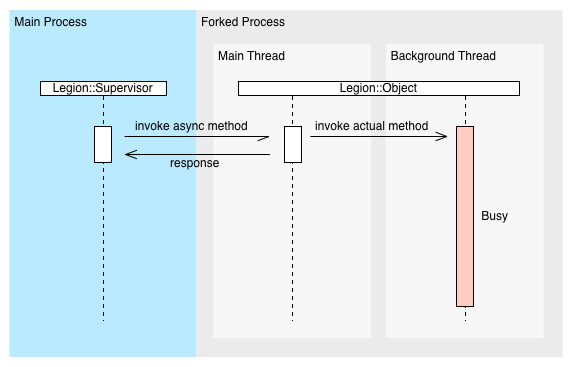 Main Process
Forked Process
Main Thread
Background Thread
Legion::Supervisor
Legion::Object
invoke async method
invoke actual method
response
Busy